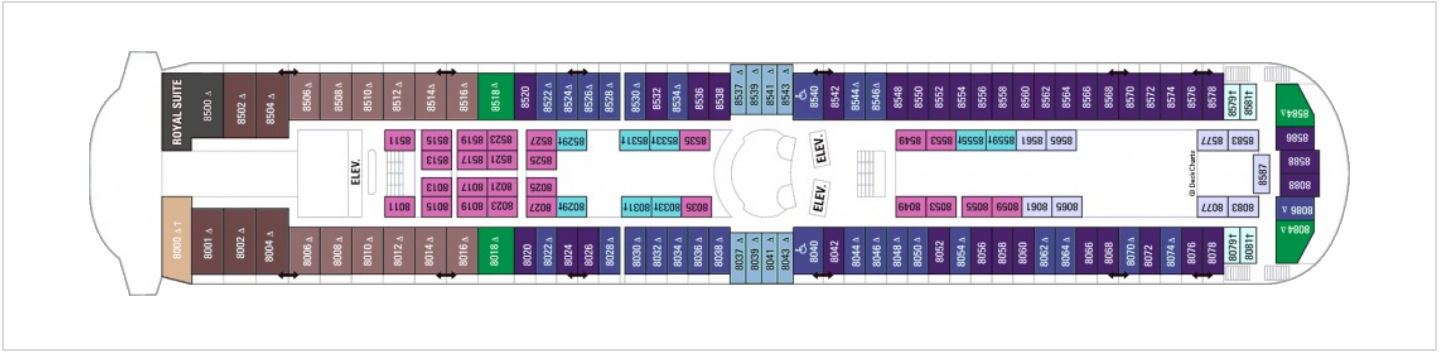 ROYAL SUITE
8500 Δ 8502 Δ 8504 Δ 8506 Δ 8508 Δ 8510 Δ 8512 Δ 8514 Δ 8516 Δ 8518 Δ 8520 8522 Δ 8524 Δ 8526 Δ 8528 Δ 8530 Δ 8532 8534 Δ 8536 8538 8537 Δ 8539 Δ 8541 Δ 8543 Δ 8540 8542 8544 Δ 8546 Δ 8548 8550 8552 8554 8556 8558 8560 8562 8564 8566 8568 8570 8572 8574 8576 8578 8579† 8581† 8584 Δ
8511 8515 8519 8523 8527 8529‡ 8531‡ 8533‡ 8535 8549 8553 8555‡ 8559‡ 8561 8565 8577 8583 8586
8513 8517 8521 8525 8588
ELEV.
ELEV.
ELEV.
© DeckCharts
8587
8013 8017 8021 8025 8088
8011 8015 8019 8023 8027 8029‡ 8031‡ 8033‡ 8035 8049 8053 8055 8059 8061 8065 8077 8083 8086 Δ
8000 Δ † 8001 Δ 8002 Δ 8004 Δ 8006 Δ 8008 Δ 8010 Δ 8012 Δ 8014 Δ 8016 Δ 8018 Δ 8020 8022 Δ 8024 8026 8028 Δ 8030 Δ 8032 Δ 8034 Δ 8036 Δ 8038 Δ 8037 Δ 8039 Δ 8041 Δ 8043 Δ 8040 8042 8044 Δ 8046 Δ 8048 Δ 8050 Δ 8052 8054 Δ 8056 8058 8060 8062 Δ 8064 Δ 8066 8068 8070 Δ 8072 8074 Δ 8076 8078 8079† 8081† 8084 Δ